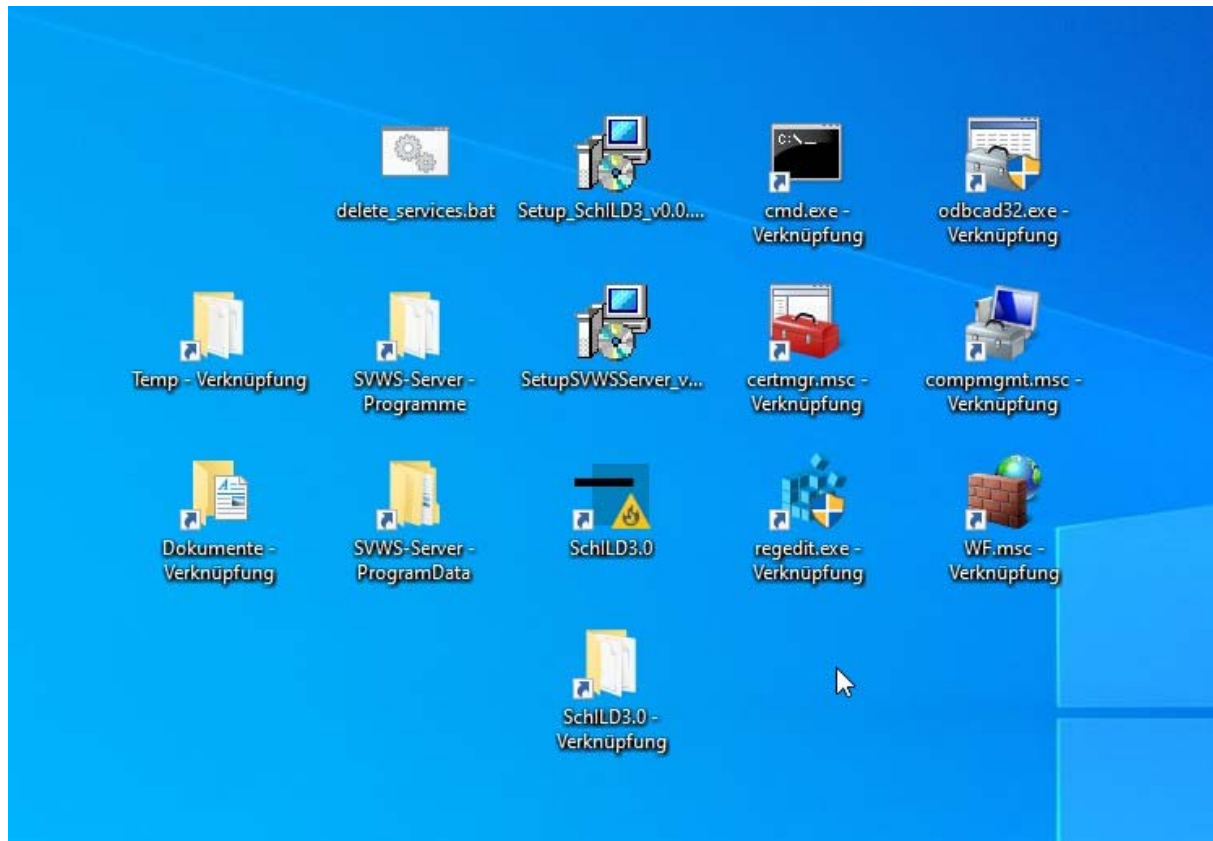 delete_services.bat
Setup_SchILD3_v0.0....
cmd.exe -
Verknüpfung
odbcad32.exe -
Verknüpfung
Temp - Verknüpfung
SVWS-Server -
Programme
SetupSVWSServer_v...
certmgr.msc -
Verknüpfung
compmgmt.msc -
Verknüpfung
Dokumente -
Verknüpfung
SVWS-Server -
ProgramData
SchILD3.0
regedit.exe -
Verknüpfung
WF.msc -
Verknüpfung
SchILD3.0 -
Verknüpfung